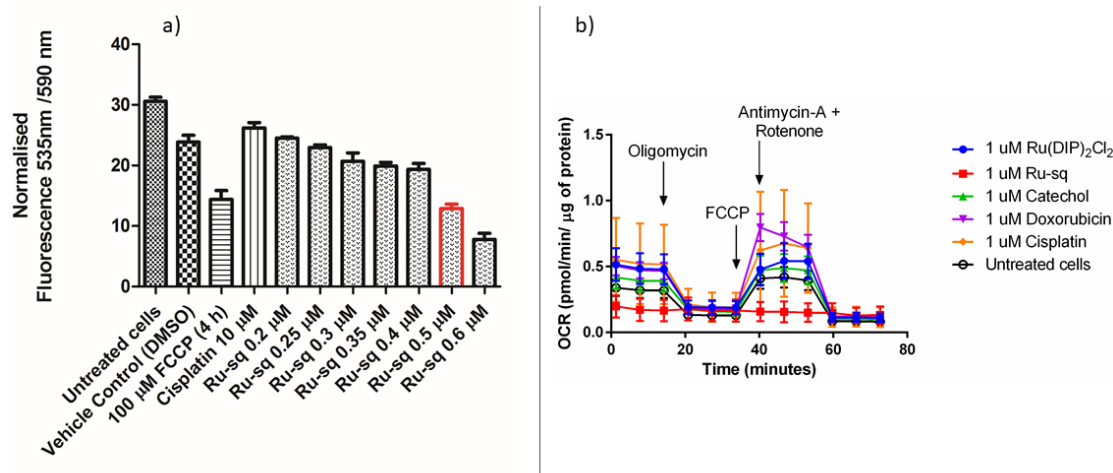 a)
Normalised
Fluorescence 535nm /590 nm
40
30
20
10
0
Untreated cells
Vehicle Control (DMSO)
100 µM FCCP (4 h)
Cisplatin 10 µM
Ru-sq 0.2 µM
Ru-sq 0.25 µM
Ru-sq 0.3 µM
Ru-sq 0.35 µM
Ru-sq 0.4 µM
Ru-sq 0.5 µM
Ru-sq 0.6 µM
b)
OCR (pmol/min/ µg of protein)
1.5
1.0
0.5
0.0
0
20
40
60
80
Time (minutes)
Oligomycin
FCCP
Antimycin-A +
Rotenone
1 uM Ru(DIP)₂Cl₂
1 uM Ru-sq
1 uM Catechol
1 uM Doxorubicin
1 uM Cisplatin
Untreated cells